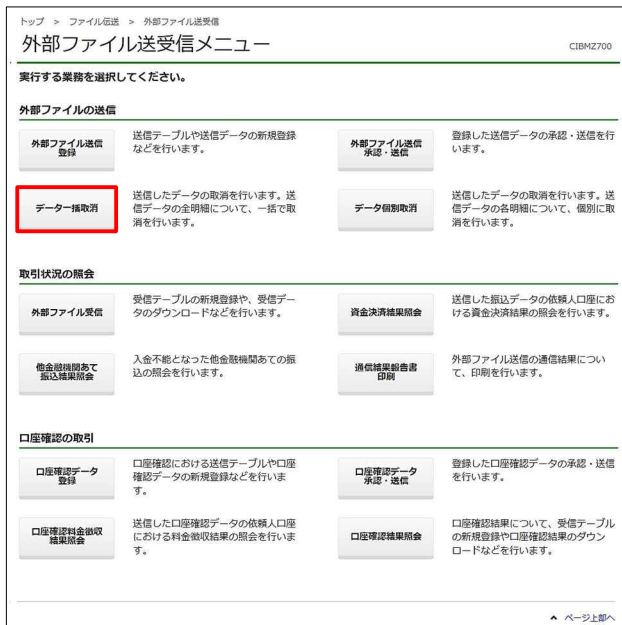 トップ > ファイル伝送 > 外部ファイル送受信
外部ファイル送受信メニュー
CIBMZ700
実行する業務を選択してください。
外部ファイルの送信
外部ファイル送信
登録
送信テーブルや送信データの新規登録
などを行います。
外部ファイル送信
承認・送信
登録した送信データの承認・送信を行
います。
データ一括取消
送信したデータの取消を行います。送
信データの全明細について、一括で取
消を行います。
データ個別取消
送信したデータの取消を行います。送
信データの各明細について、個別に取
消を行います。
取引状況の照会
外部ファイル受信
受信テーブルの新規登録や、受信デー
タのダウンロードなどを行います。
資金決済結果照会
送信した振込データの依頼人口座にお
ける資金決済結果の照会を行います。
他金融機関あて
振込結果照会
入金不能となった他金融機関あての振
込の照会を行います。
通信結果報告書
印刷
外部ファイル送信の通信結果につい
て、印刷を行います。
口座確認の取引
口座確認データ
登録
口座確認における送信テーブルや口座
確認データの新規登録などを行いま
す。
口座確認データ
承認・送信
登録した口座確認データの承認・送信
を行います。
口座確認料金徴収
結果照会
送信した口座確認データの依頼人口座
における料金徴収結果の照会を行いま
す。
口座確認結果照会
口座確認結果について、受信テーブル
の新規登録や口座確認結果のダウン
ロードなどを行います。
ページ上部へ